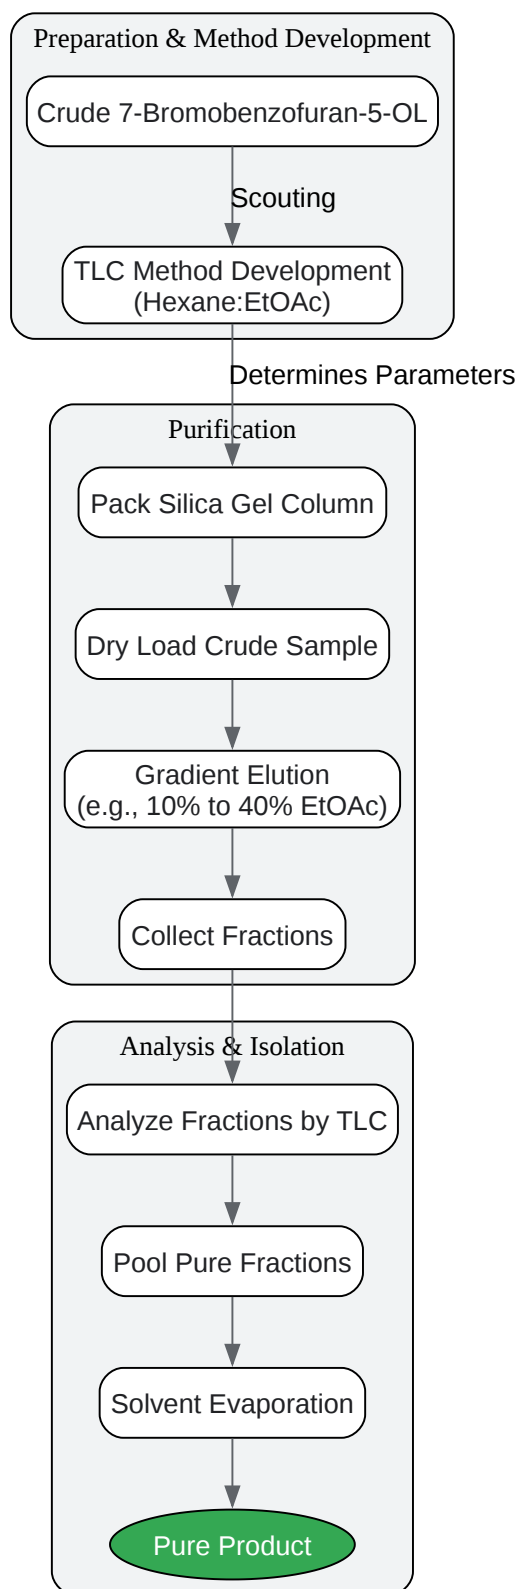 Preparation & Method Development
Crude 7-Bromobenzofuran-5-OL
Scouting
TLC Method Development
(Hexane:EtOAc)
Determines Parameters
Purification
Pack Silica Gel Column
Dry Load Crude Sample
Gradient Elution
(e.g., 10% to 40% EtOAc)
Collect Fractions
Analysis & Isolation
Analyze Fractions by TLC
Pool Pure Fractions
Solvent Evaporation
Pure Product